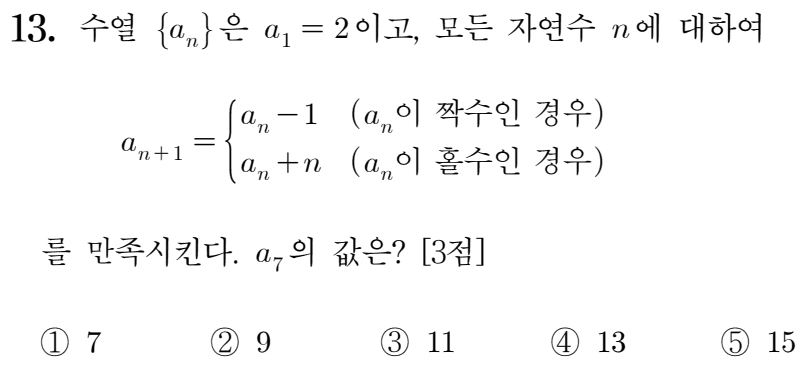 13. 수열 {aₙ}은 a₁ = 2이고, 모든 자연수 n에 대하여
aₙ₊₁ = { aₙ − 1 (aₙ이 짝수인 경우)
aₙ + n (aₙ이 홀수인 경우)
를 만족시킨다. a₇의 값은? [3점]
① 7 ② 9 ③ 11 ④ 13 ⑤ 15